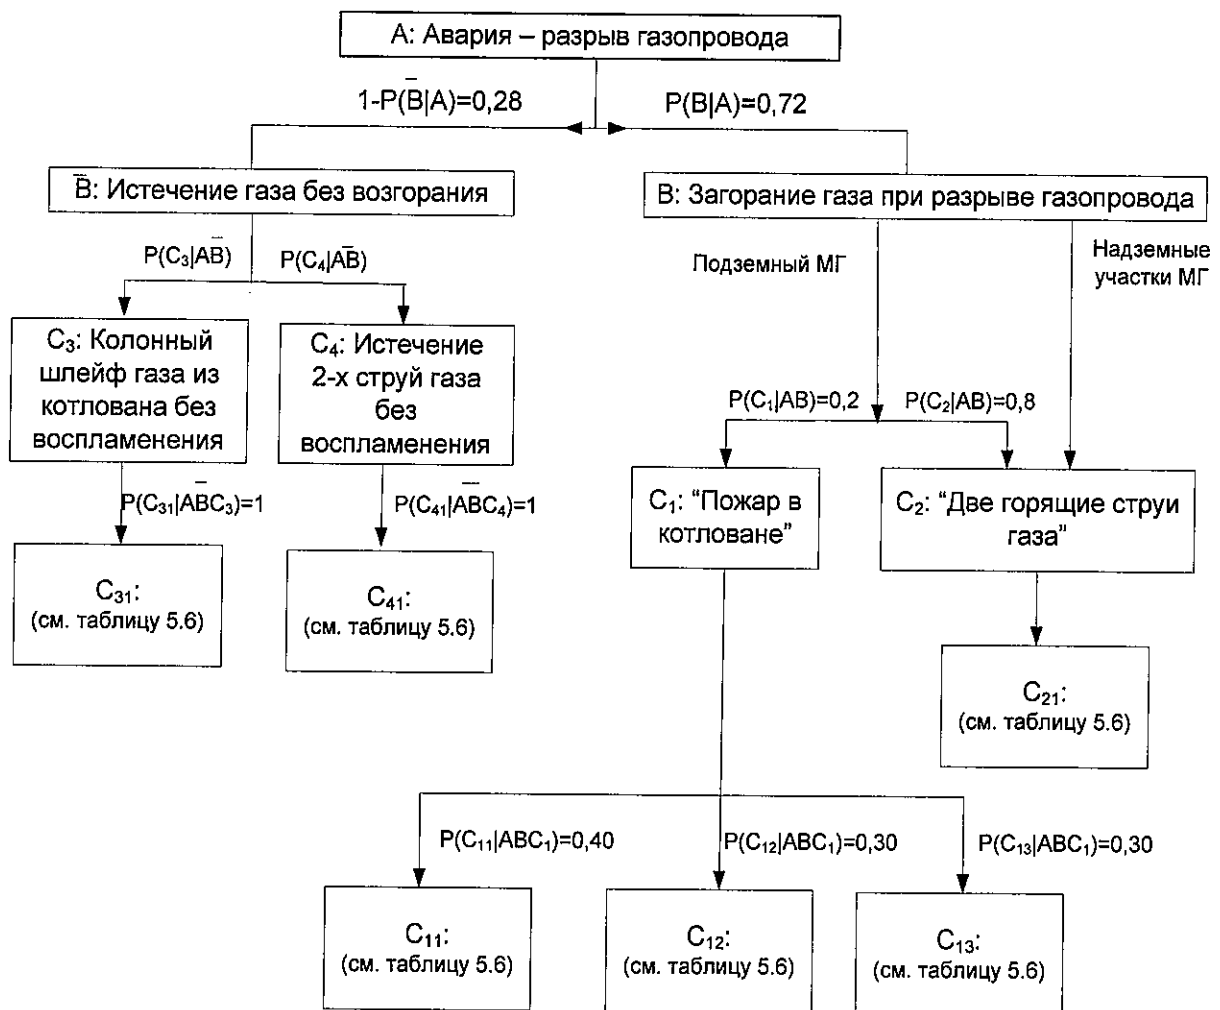 A: Авария – разрыв газопровода
1-P(B̅|A)=0,28
P(B|A)=0,72
B̅: Истечение газа без возгорания
B: Загорание газа при разрыве газопровода
P(C₃|AB̅)
P(C₄|AB̅)
Подземный МГ
Надземные
участки МГ
C₃: Колонный
шлейф газа из
котлована без
воспламенения
C₄: Истечение
2-х струй газа
без
воспламенения
P(C₁|AB)=0,2
P(C₂|AB)=0,8
C₁: “Пожар в
котловане”
C₂: “Две горящие струи
газа”
P(C₃₁|AB̅C₃)=1
P(C₄₁|AB̅C₄)=1
C₃₁:
(см. таблицу 5.6)
C₄₁:
(см. таблицу 5.6)
C₂₁:
(см. таблицу 5.6)
P(C₁₁|ABC₁)=0,40
P(C₁₂|ABC₁)=0,30
P(C₁₃|ABC₁)=0,30
C₁₁:
(см. таблицу 5.6)
C₁₂:
(см. таблицу 5.6)
C₁₃:
(см. таблицу 5.6)